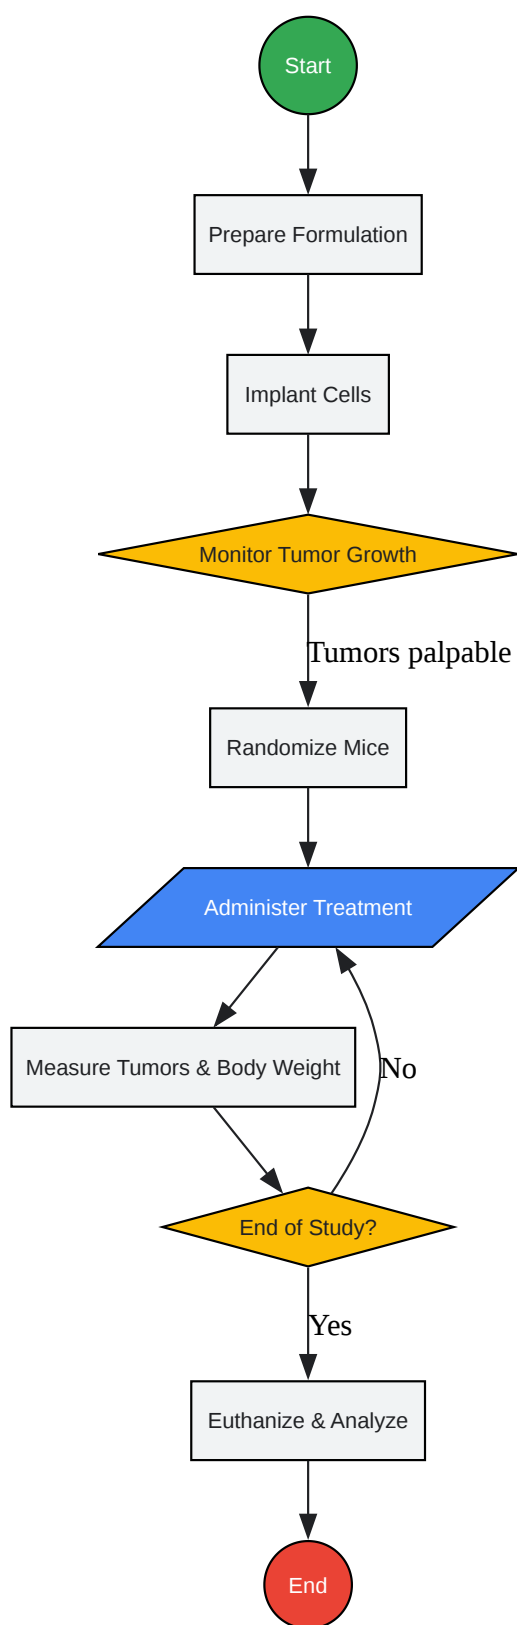 Start
Prepare Formulation
Implant Cells
Monitor Tumor Growth
Tumors palpable
Randomize Mice
Administer Treatment
Measure Tumors & Body Weight
No
End of Study?
Yes
Euthanize & Analyze
End